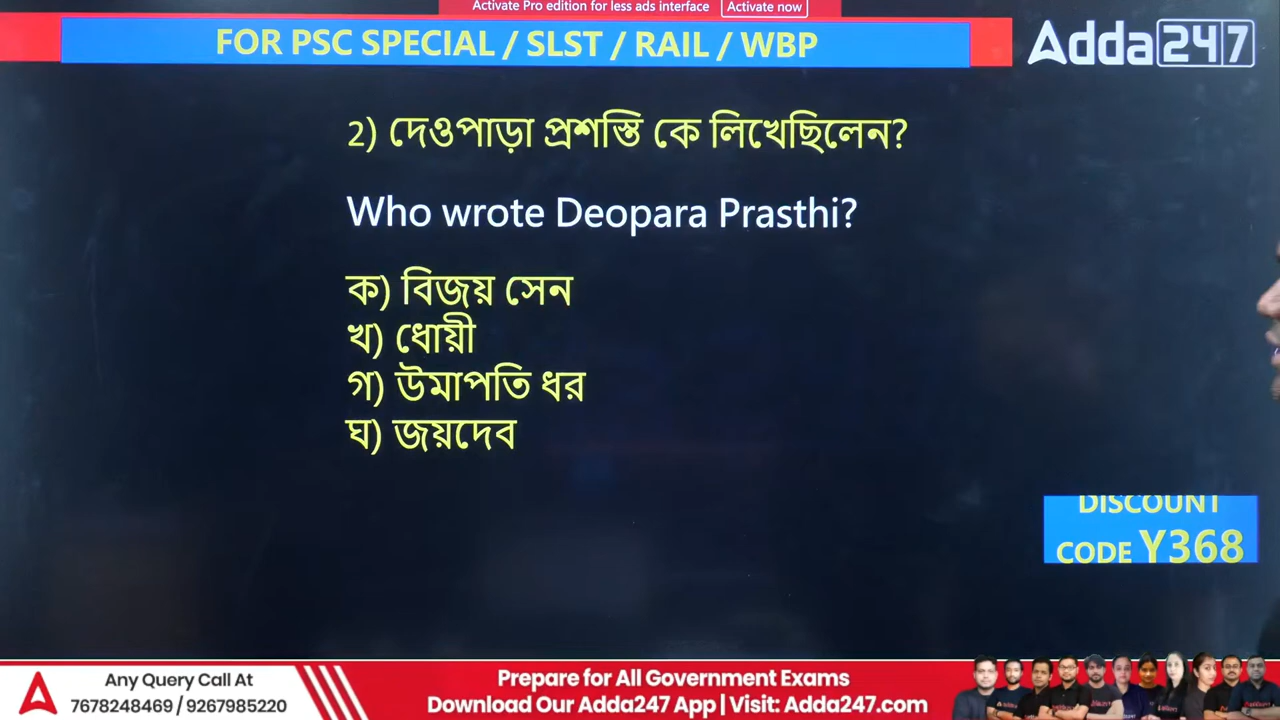 Activate Pro edition for less ads interface Activate now
FOR PSC SPECIAL / SLST / RAIL / WBP
Adda247
2) দেওপাড়া প্রশস্তি কে লিখেছিলেন?
Who wrote Deopara Prasthi?
ক) বিজয় সেন
খ) ধোয়ী
গ) উমাপতি ধর
ঘ) জয়দেব
DISCOUNT
CODE Y368
Any Query Call At
7678248469 / 9267985220
Prepare for All Government Exams
Download Our Adda247 App | Visit: Adda247.com